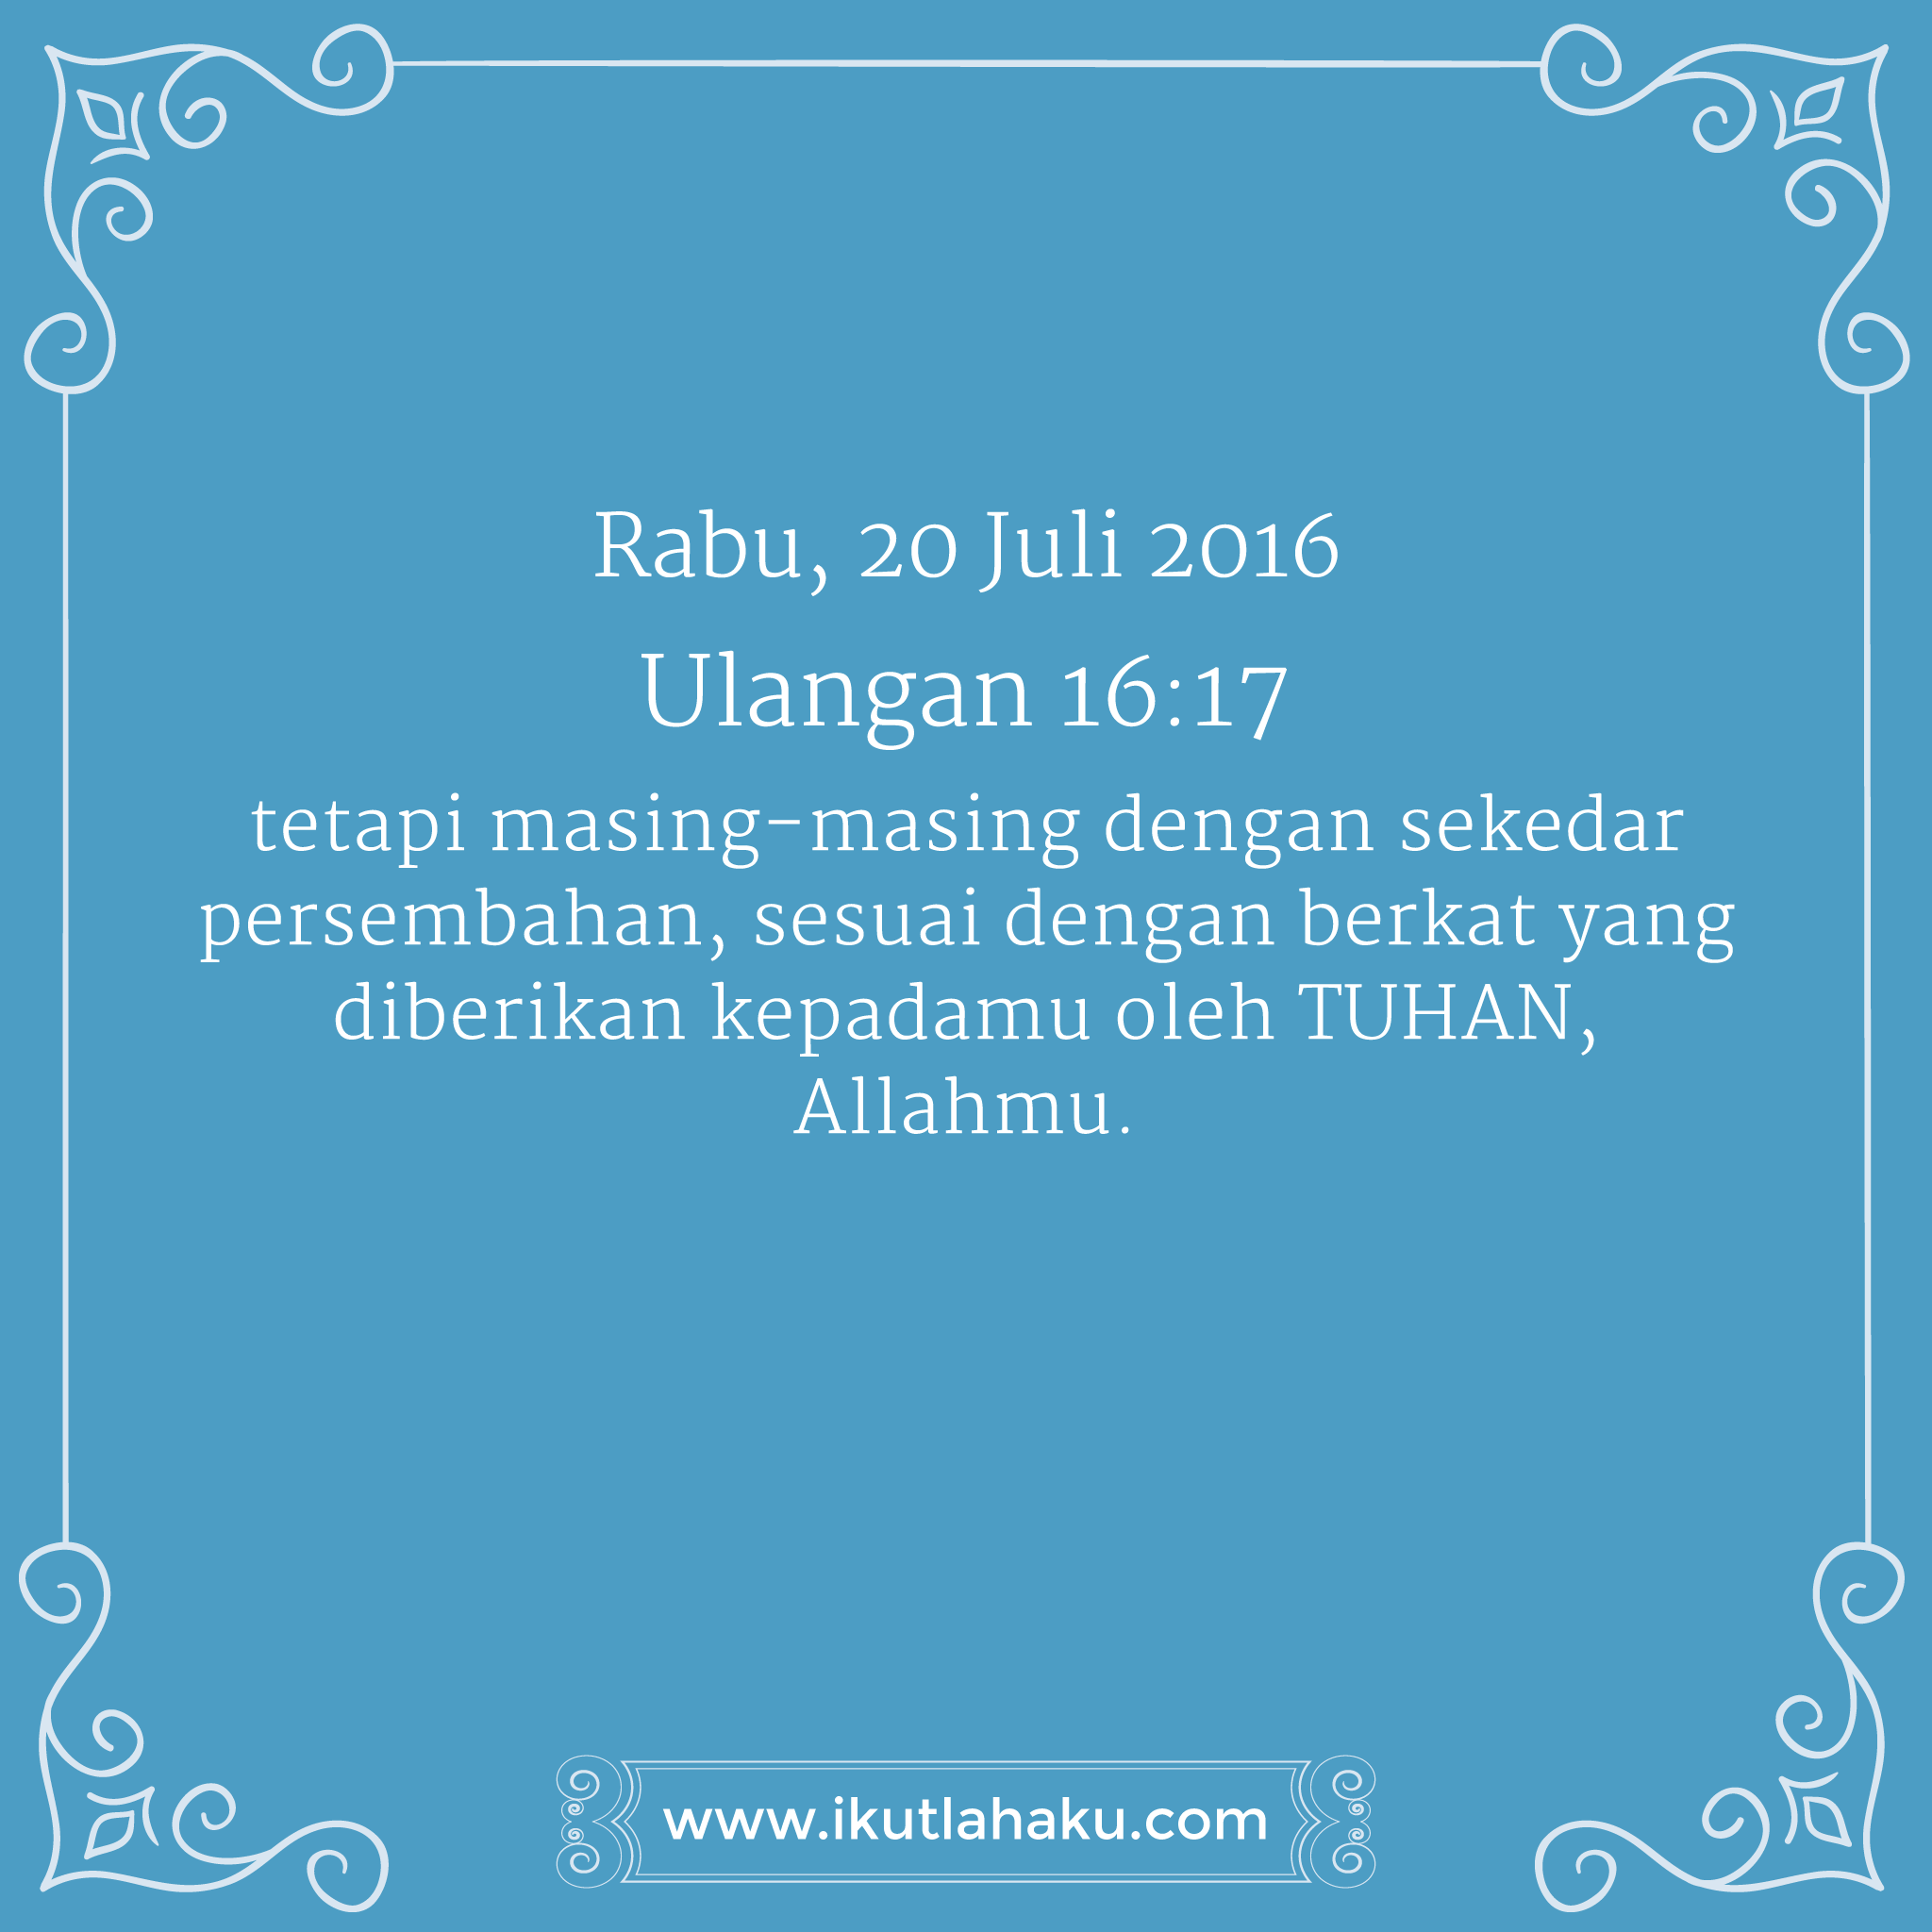 Rabu, 20 Juli 2016
Ulangan 16:17
tetapi masing-masing dengan sekedar
persembahan, sesuai dengan berkat yang
diberikan kepadamu oleh TUHAN,
Allahmu.
www.ikutlahaku.com